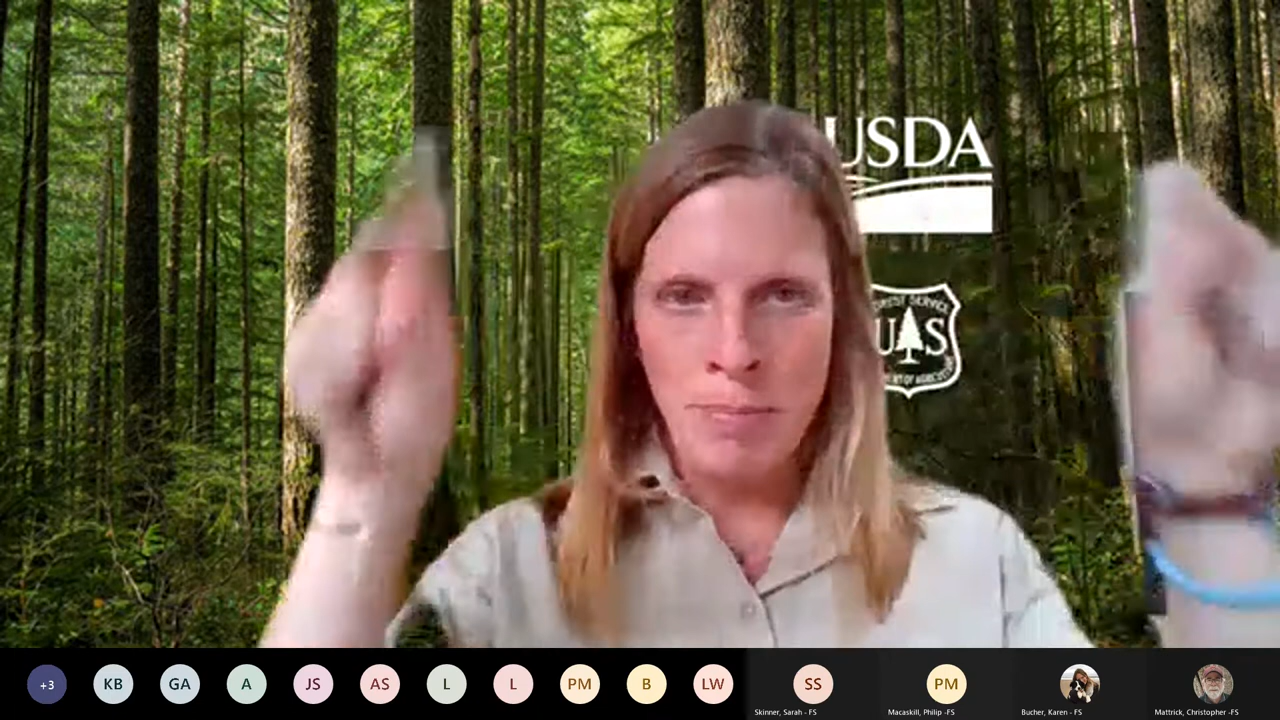 USDA
FOREST SERVICE
UAS
+3
KB
GA
A
JS
AS
L
L
PM
B
LW
SS
PM
Skinner, Sarah - FS
Macaskill, Philip -FS
Bucher, Karen - FS
Mattrick, Christopher -FS